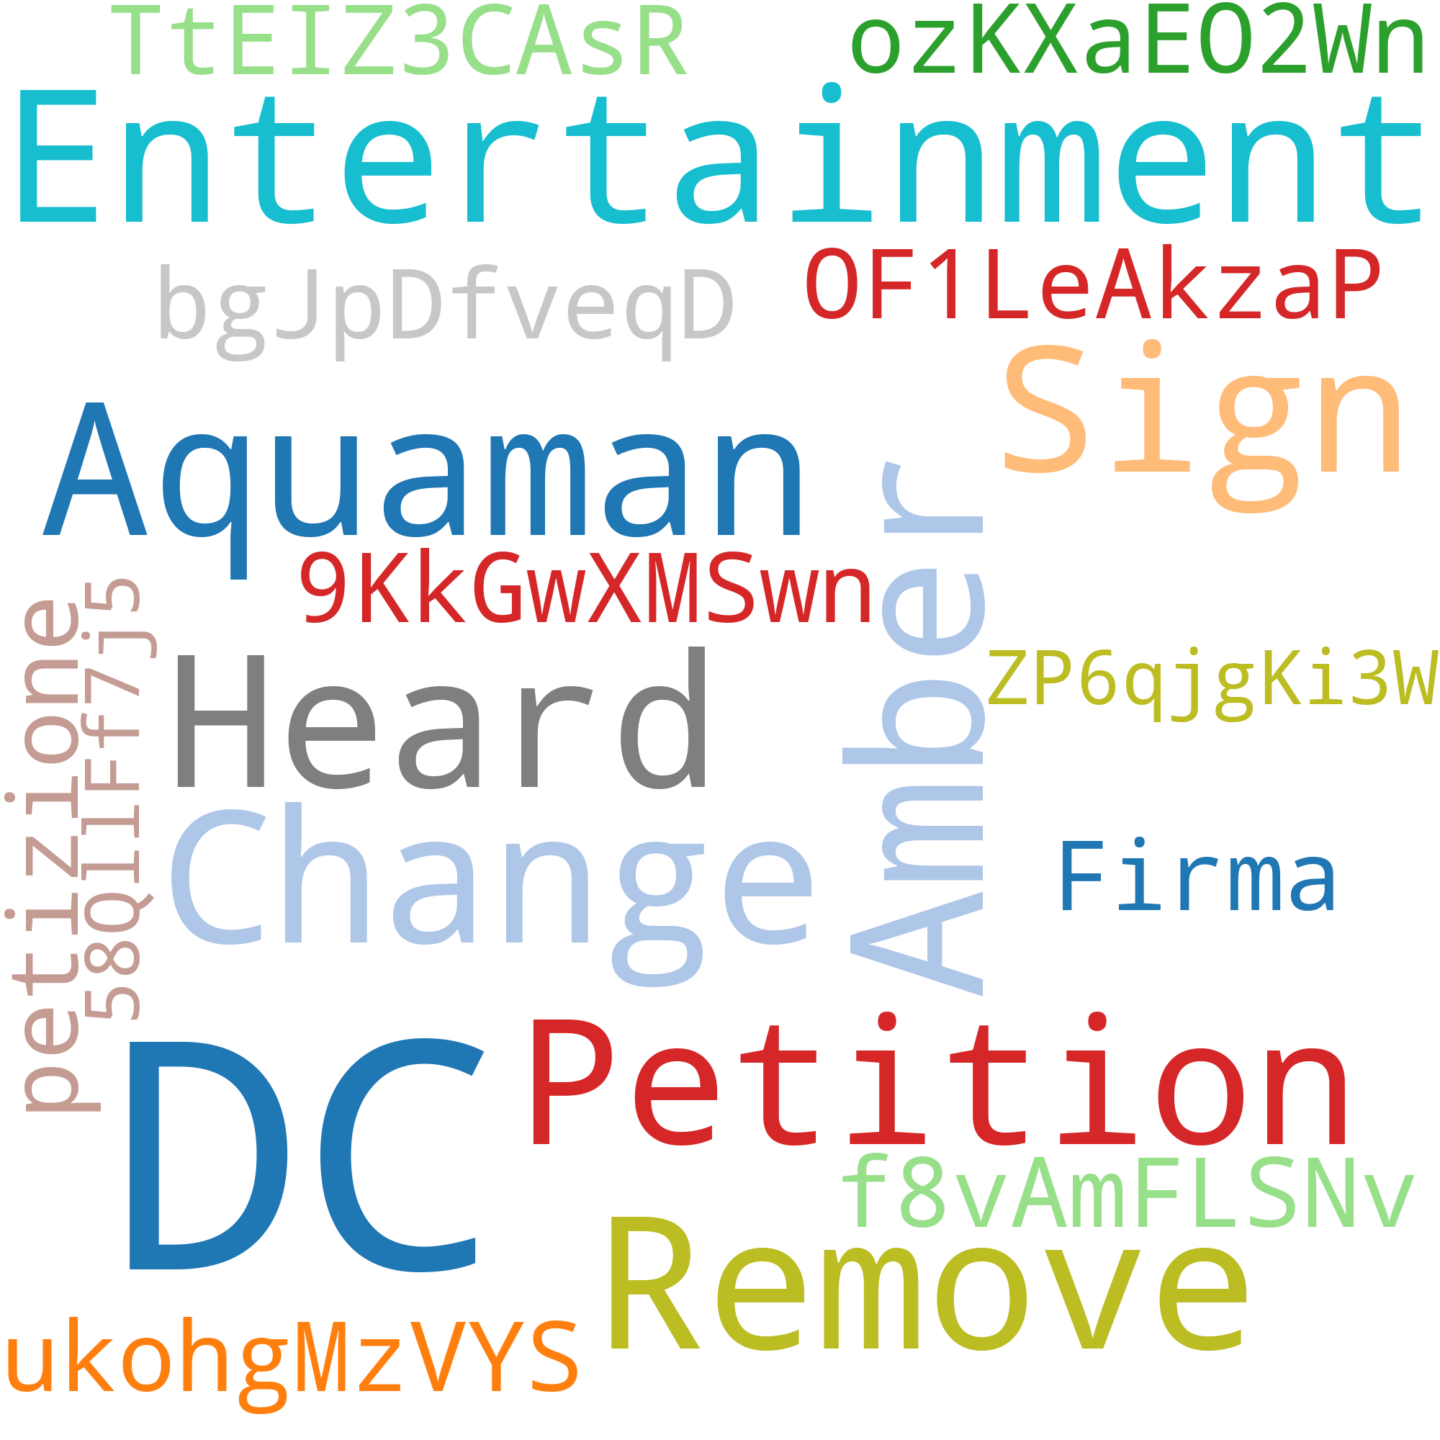 TtEIZ3CAsR
ozKXaEO2Wn
Entertainment
bgJpDfveqD
OF1LeAkzaP
Sign
Aquaman
9KkGwXMSwn
Amber
petizione
58QlIFf7j5
Heard
ZP6qjgKi3W
Change
Firma
DC
Petition
f8vAmFLSNv
Remove
ukohgMzVYS